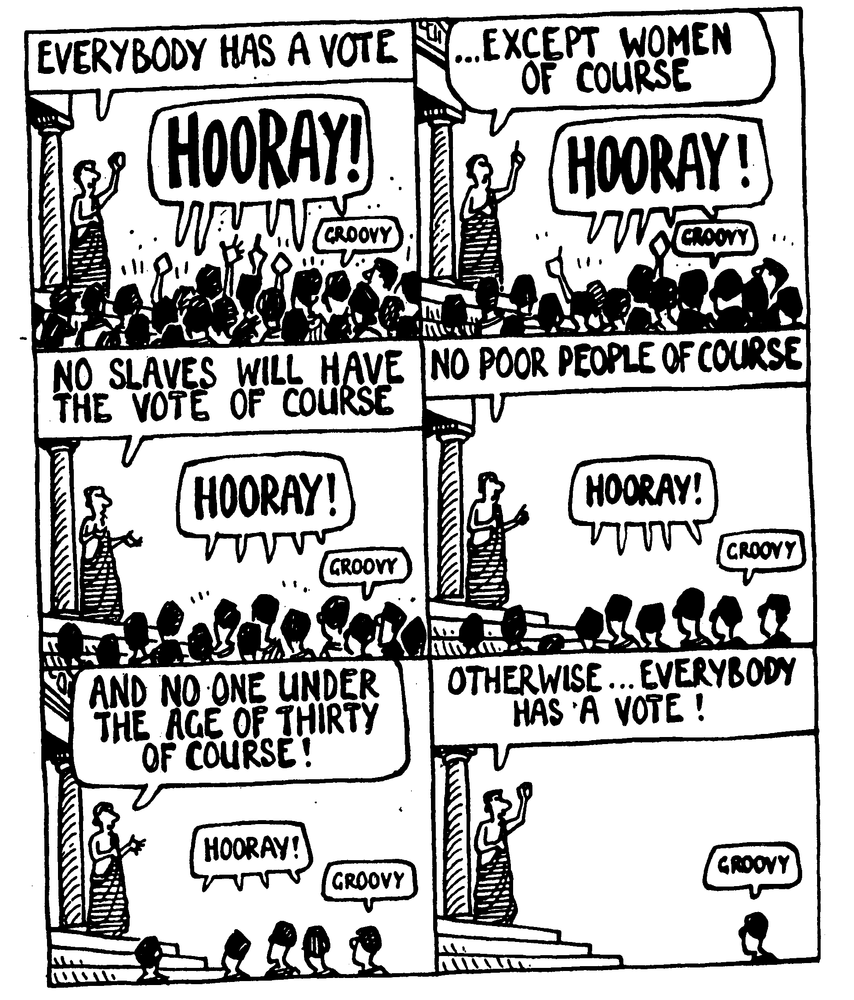 EVERYBODY HAS A VOTE
HOORAY!
GROOVY
...EXCEPT WOMEN
OF COURSE
HOORAY!
GROOVY
NO SLAVES WILL HAVE
THE VOTE OF COURSE
HOORAY!
GROOVY
NO POOR PEOPLE OF COURSE
HOORAY!
GROOVY
AND NO ONE UNDER
THE AGE OF THIRTY
OF COURSE!
HOORAY!
GROOVY
OTHERWISE...EVERYBODY
HAS A VOTE!
GROOVY